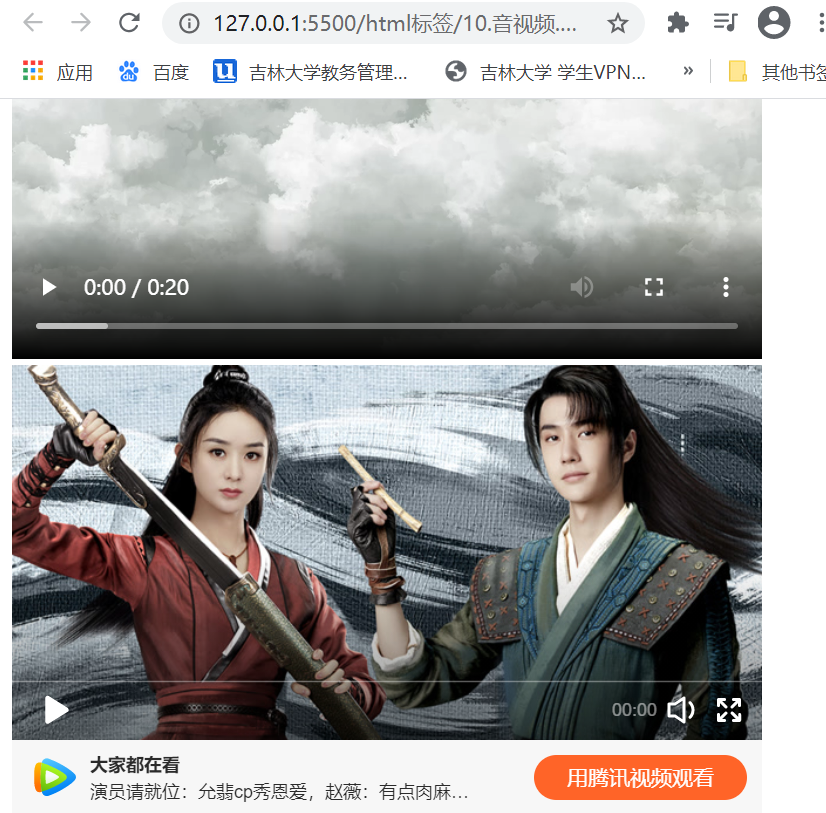 127.0.0.1:5500/html标签/10.音视频....
应用 百度 吉林大学教务管理... 吉林大学 学生VPN... » 其他书签
0:00 / 0:20
00:00
大家都在看
演员请就位：允翡cp秀恩爱，赵薇：有点肉麻...
用腾讯视频观看